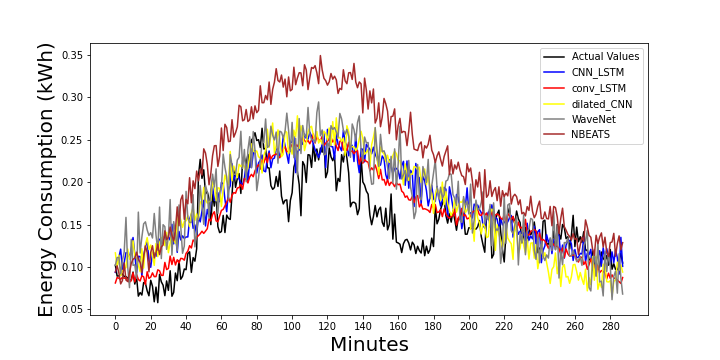 Energy Consumption (kWh)
0.35
0.30
0.25
0.20
0.15
0.10
0.05
Actual Values
CNN_LSTM
conv_LSTM
dilated_CNN
WaveNet
NBEATS
0 20 40 60 80 100 120 140 160 180 200 220 240 260 280
Minutes